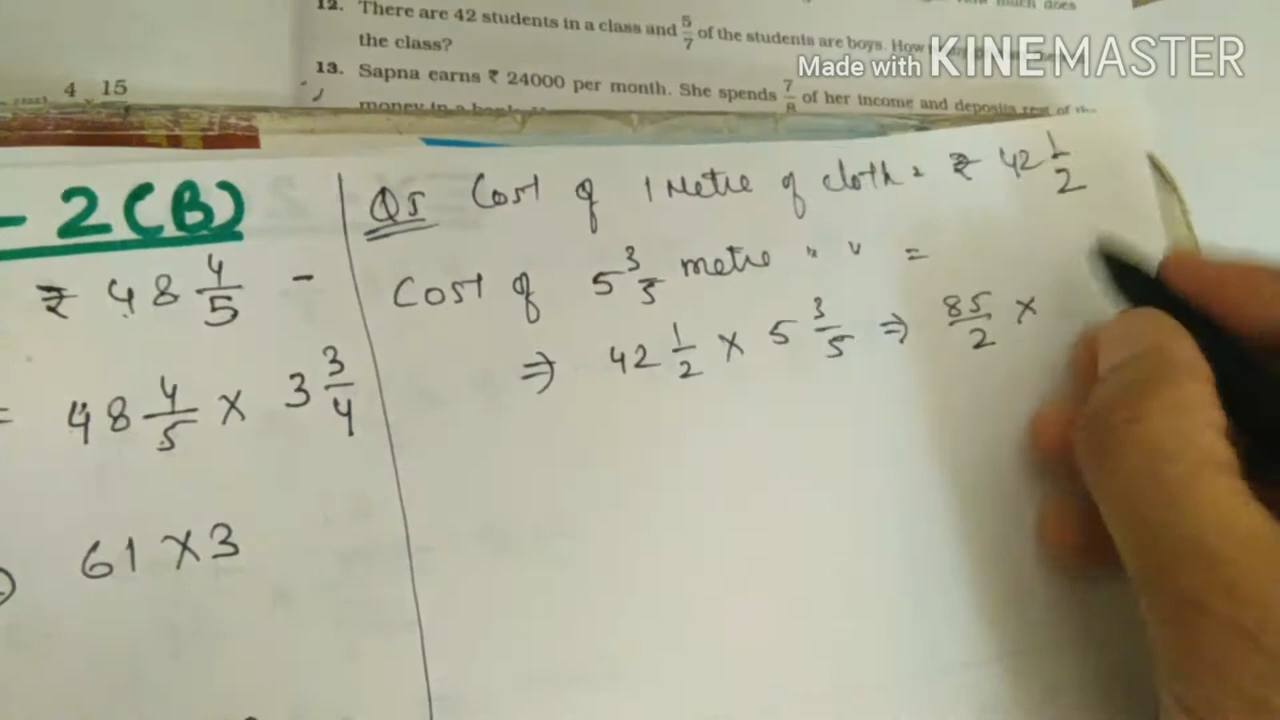 12. There are 42 students in a class and 5/7 of the students are boys. How
the class?
13. Sapna earns ₹ 24000 per month. She spends 7/8 of her income and deposits rest of the
money in a bank.
Made with KINEMASTER
4 15
- 2(B)
₹ 48 4/5 -
= 48 4/5 × 3 3/4
61 × 3
Q5 Cost of 1 Metre of cloth = ₹ 42 1/2
Cost of 5 3/5 metre " " =
⇒ 42 1/2 × 5 3/5 ⇒ 85/2 ×